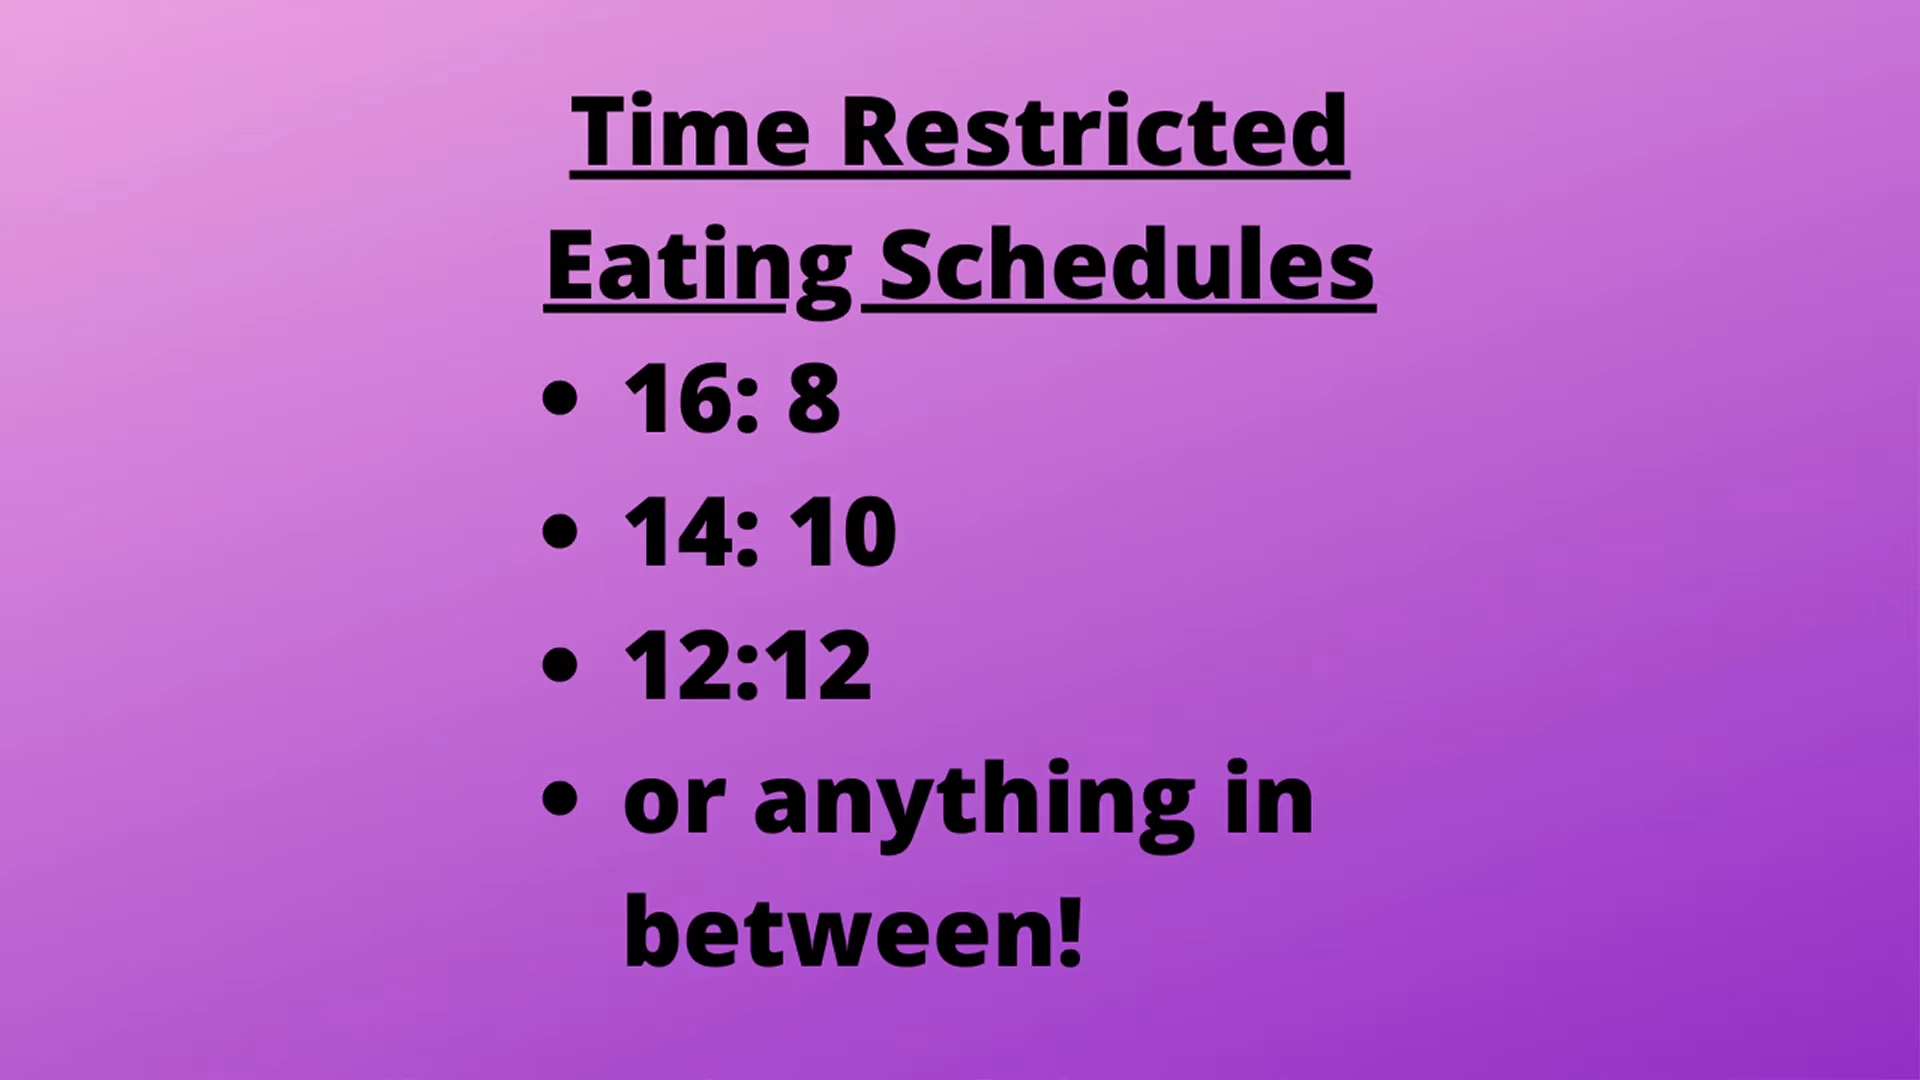 Time Restricted
Eating Schedules
• 16: 8
• 14: 10
• 12:12
• or anything in
between!